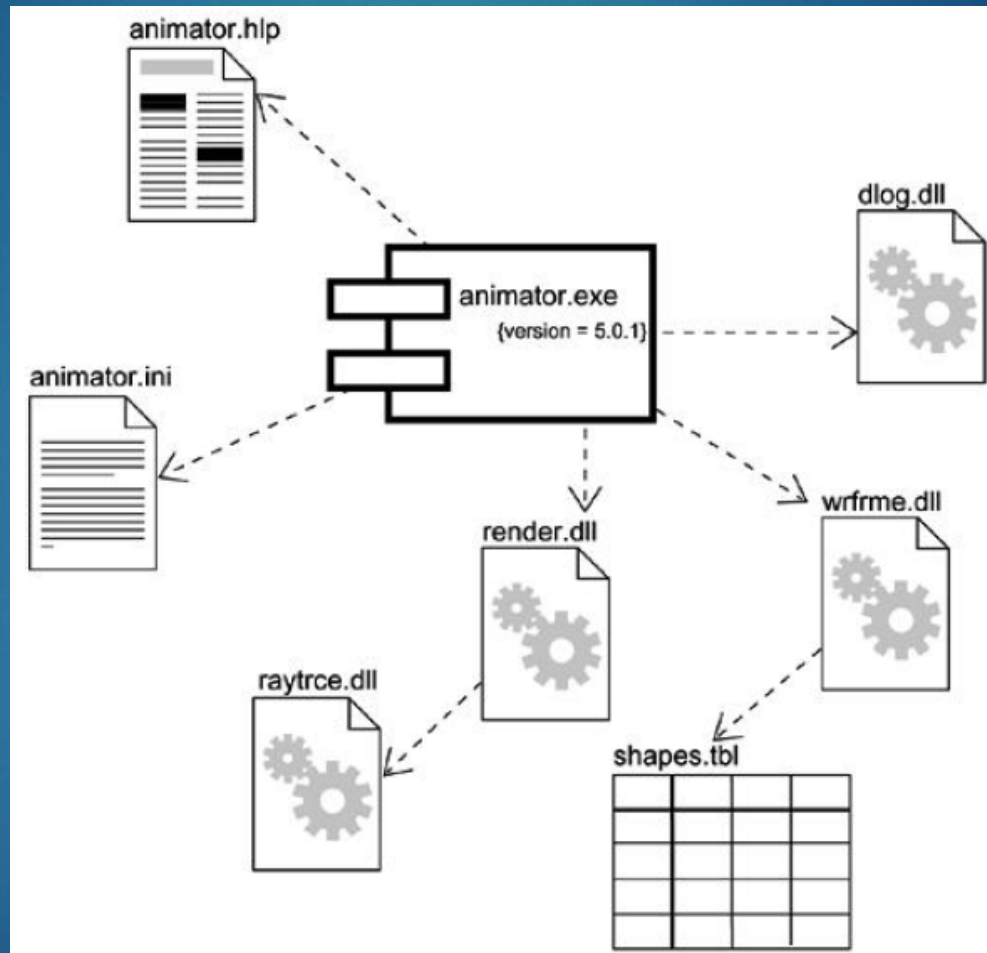 animator.hlp
dlog.dll
animator.exe
{version = 5.0.1}
animator.ini
wrfrme.dll
render.dll
raytrce.dll
shapes.tbl